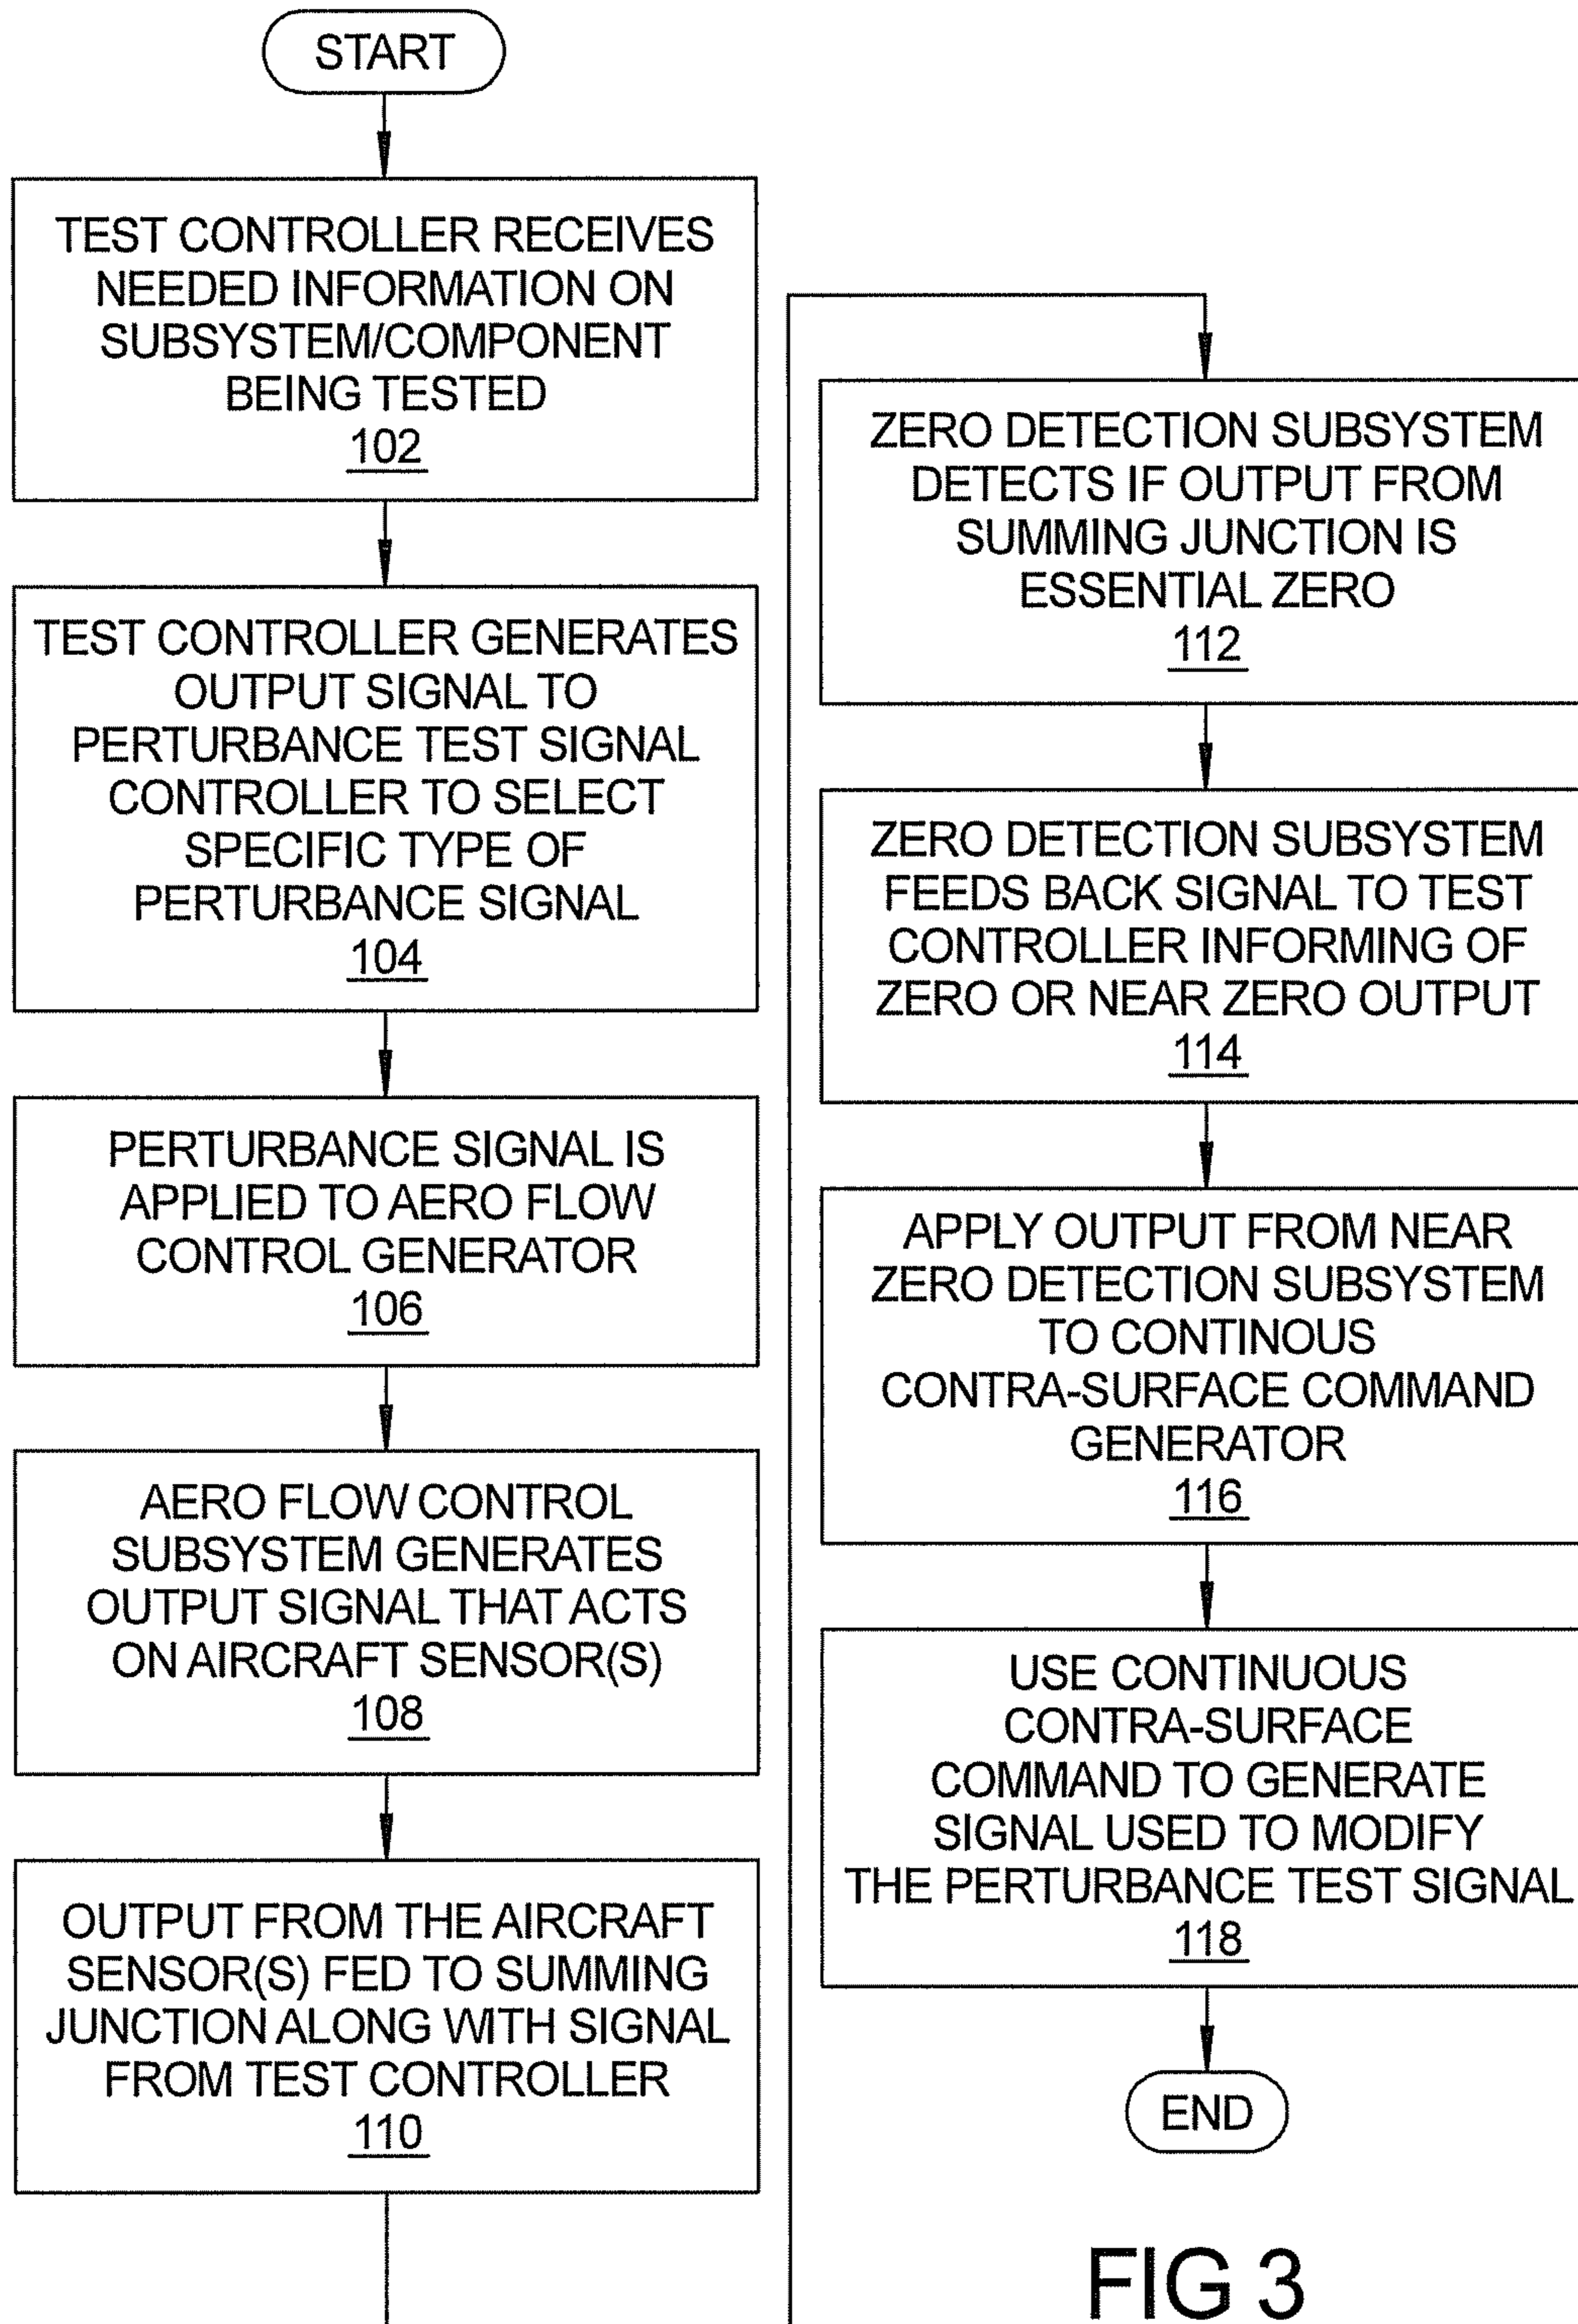 START
TEST CONTROLLER RECEIVES
NEEDED INFORMATION ON
SUBSYSTEM/COMPONENT
BEING TESTED
102
TEST CONTROLLER GENERATES
OUTPUT SIGNAL TO
PERTURBANCE TEST SIGNAL
CONTROLLER TO SELECT
SPECIFIC TYPE OF
PERTURBANCE SIGNAL
104
PERTURBANCE SIGNAL IS
APPLIED TO AERO FLOW
CONTROL GENERATOR
106
AERO FLOW CONTROL
SUBSYSTEM GENERATES
OUTPUT SIGNAL THAT ACTS
ON AIRCRAFT SENSOR(S)
108
OUTPUT FROM THE AIRCRAFT
SENSOR(S) FED TO SUMMING
JUNCTION ALONG WITH SIGNAL
FROM TEST CONTROLLER
110
ZERO DETECTION SUBSYSTEM
DETECTS IF OUTPUT FROM
SUMMING JUNCTION IS
ESSENTIAL ZERO
112
ZERO DETECTION SUBSYSTEM
FEEDS BACK SIGNAL TO TEST
CONTROLLER INFORMING OF
ZERO OR NEAR ZERO OUTPUT
114
APPLY OUTPUT FROM NEAR
ZERO DETECTION SUBSYSTEM
TO CONTINOUS
CONTRA-SURFACE COMMAND
GENERATOR
116
USE CONTINUOUS
CONTRA-SURFACE
COMMAND TO GENERATE
SIGNAL USED TO MODIFY
THE PERTURBANCE TEST SIGNAL
118
END
FIG 3